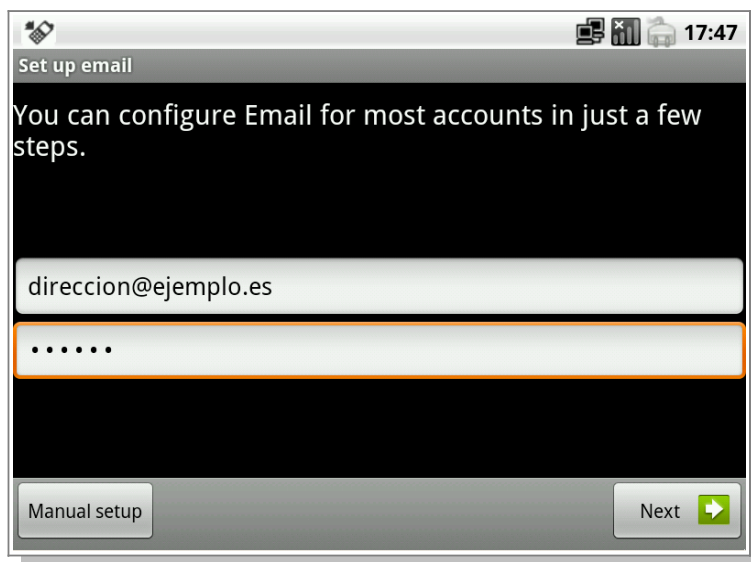 17:47
Set up email
You can configure Email for most accounts in just a few
steps.
direccion@ejemplo.es
••••••
Manual setup
Next